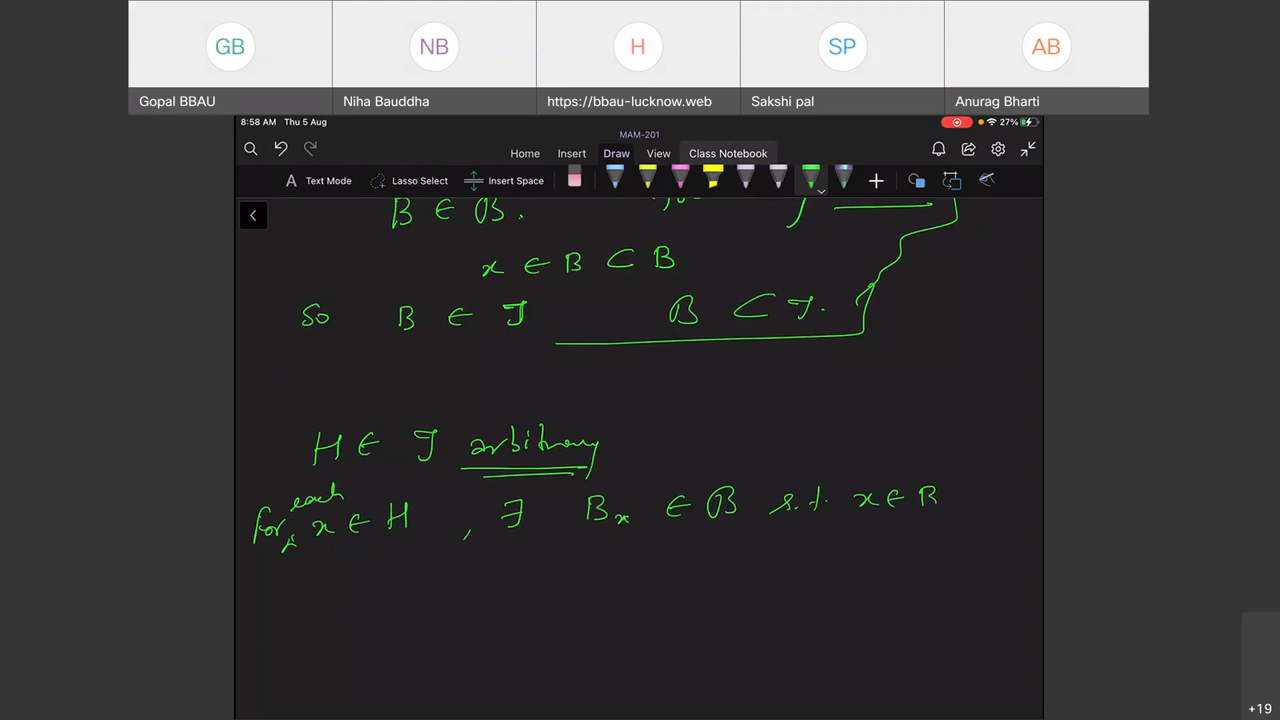 GB NB H SP AB
Gopal BBAU Niha Bauddha https://bbau-lucknow.web Sakshi pal Anurag Bharti
8:58 AM Thu 5 Aug 27%
MAM-201
Home Insert Draw View Class Notebook
A Text Mode Lasso Select Insert Space
B ∈ ℬ.
x ∈ B ⊂ B
So B ∈ 𝒯 ℬ ⊂ 𝒯.
H ∈ 𝒯 arbitrary
for each x ∈ H , ∃ Bₓ ∈ ℬ s.t. x ∈ B
+19